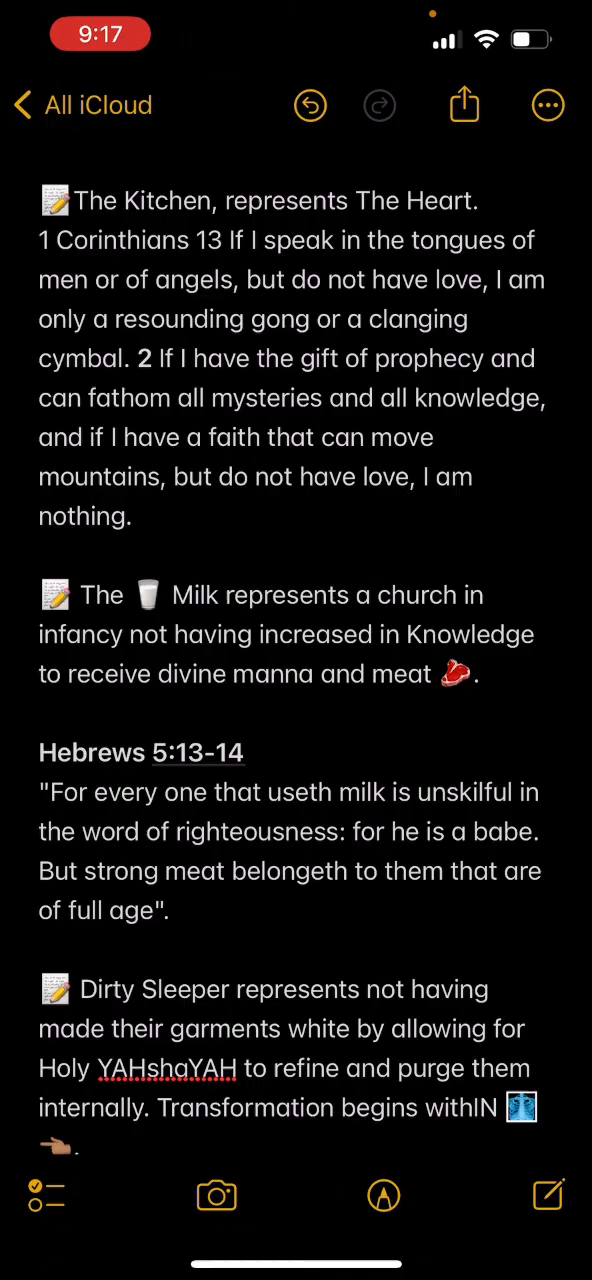 9:17
All iCloud
📝The Kitchen, represents The Heart.
1 Corinthians 13 If I speak in the tongues of
men or of angels, but do not have love, I am
only a resounding gong or a clanging
cymbal. 2 If I have the gift of prophecy and
can fathom all mysteries and all knowledge,
and if I have a faith that can move
mountains, but do not have love, I am
nothing.
📝 The 🥛 Milk represents a church in
infancy not having increased in Knowledge
to receive divine manna and meat 🥩.
Hebrews 5:13-14
"For every one that useth milk is unskilful in
the word of righteousness: for he is a babe.
But strong meat belongeth to them that are
of full age".
📝 Dirty Sleeper represents not having
made their garments white by allowing for
Holy YAHshaYAH to refine and purge them
internally. Transformation begins withIN 🩻
👈🏽.